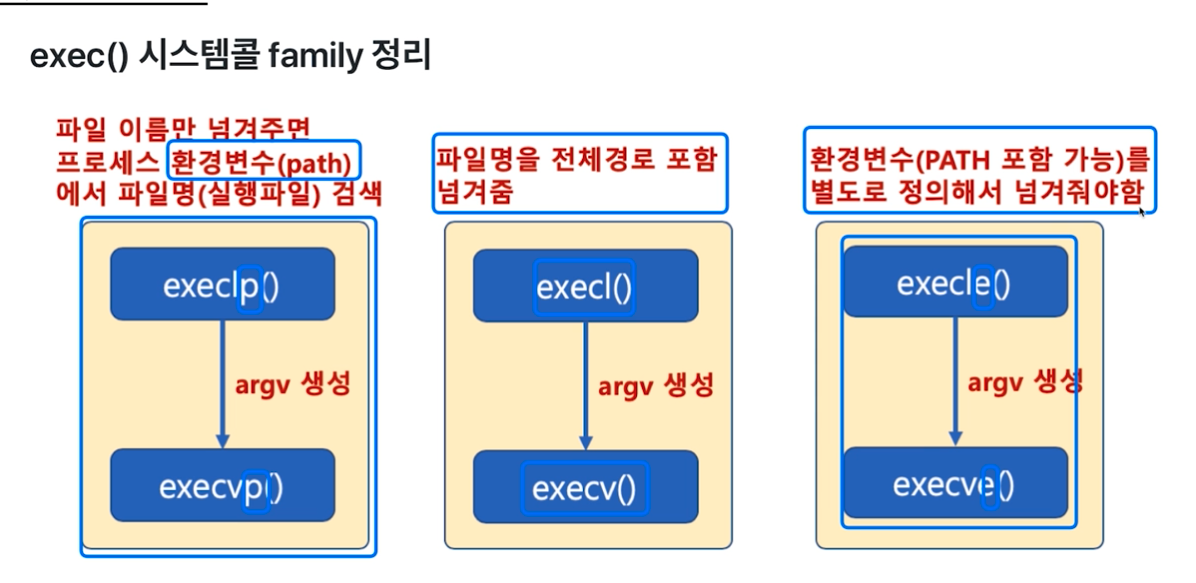 exec() 시스템콜 family 정리
파일 이름만 넘겨주면
프로세스 환경변수(path)
에서 파일명(실행파일) 검색
execlp()
argv 생성
execvp()
파일명을 전체경로 포함
넘겨줌
execl()
argv 생성
execv()
환경변수(PATH 포함 가능)를
별도로 정의해서 넘겨줘야함
execle()
argv 생성
execve()